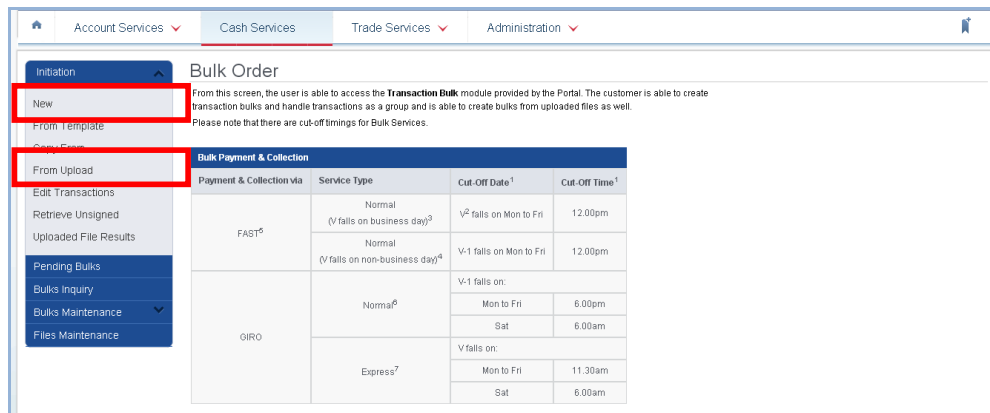 Account Services Cash Services Trade Services Administration
Initiation
New
From Template
Copy From
From Upload
Edit Transactions
Retrieve Unsigned
Uploaded File Results
Pending Bulks
Bulks Inquiry
Bulks Maintenance
Files Maintenance
Bulk Order
From this screen, the user is able to access the Transaction Bulk module provided by the Portal. The customer is able to create
transaction bulks and handle transactions as a group and is able to create bulks from uploaded files as well.
Please note that there are cut-off timings for Bulk Services.
Bulk Payment & Collection
Payment & Collection via Service Type Cut-Off Date1 Cut-Off Time1
FAST5
Normal
(V falls on business day)3
V2 falls on Mon to Fri 12.00pm
Normal
(V falls on non-business day)4
V-1 falls on Mon to Fri 12.00pm
GIRO
Normal6
V-1 falls on:
Mon to Fri 6.00pm
Sat 6.00am
Express7
V falls on:
Mon to Fri 11.30am
Sat 6.00am